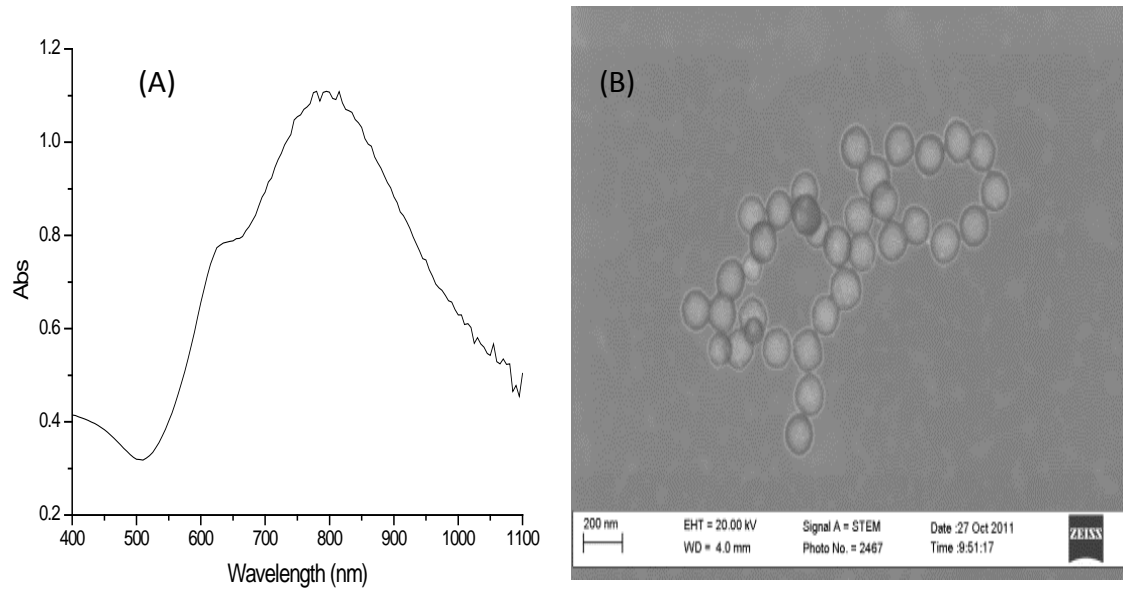 (A)
1.2
1.0
0.8
0.6
0.4
0.2
Abs
400 500 600 700 800 900 1000 1100
Wavelength (nm)
(B)
200 nm EHT = 20.00 kV Signal A = STEM Date :27 Oct 2011
WD = 4.0 mm Photo No. = 2467 Time :9:51:17
ZEISS